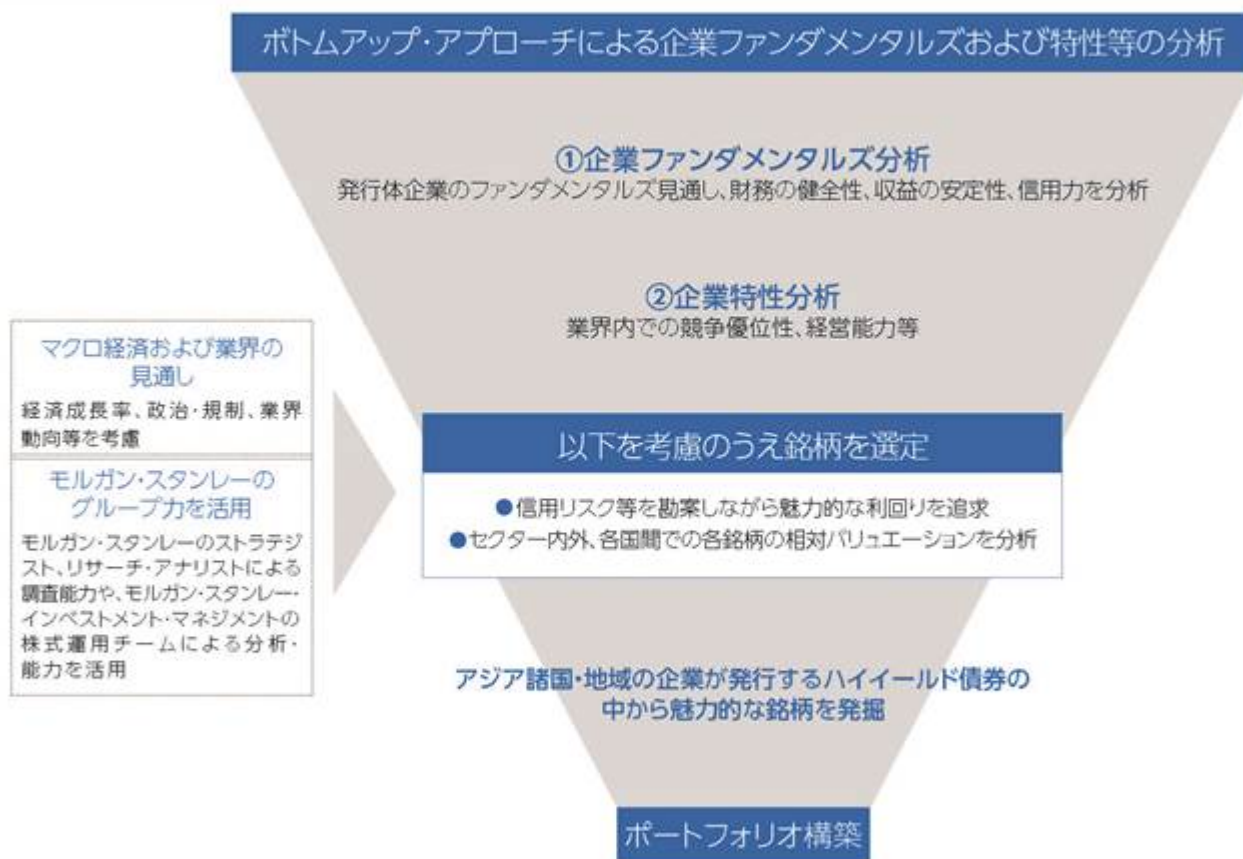 ボトムアップ・アプローチによる企業ファンダメンタルズおよび特性等の分析
①企業ファンダメンタルズ分析
発行体企業のファンダメンタルズ見通し、財務の健全性、収益の安定性、信用力を分析
②企業特性分析
業界内での競争優位性、経営能力等
マクロ経済および業界の
見通し
経済成長率、政治・規制、業界
動向等を考慮
モルガン・スタンレーの
グループ力を活用
モルガン・スタンレーのストラテジ
スト、リサーチ・アナリストによる
調査能力や、モルガン・スタンレー・
インベストメント・マネジメントの
株式運用チームによる分析・
能力を活用
以下を考慮のうえ銘柄を選定
●信用リスク等を勘案しながら魅力的な利回りを追求
●セクター内外、各国間での各銘柄の相対バリュエーションを分析
アジア諸国・地域の企業が発行するハイイールド債券の
中から魅力的な銘柄を発掘
ポートフォリオ構築